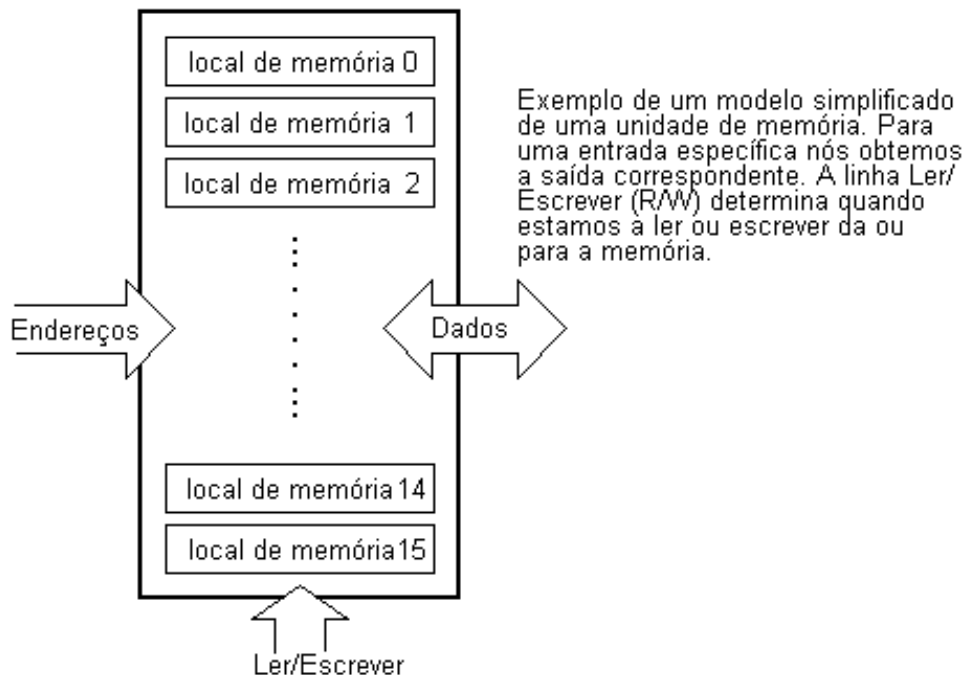 local de memória 0
local de memória 1
local de memória 2
Exemplo de um modelo simplificado
de uma unidade de memória. Para
uma entrada específica nós obtemos
a saída correspondente. A linha Ler/
Escrever (R/W) determina quando
estamos a ler ou escrever da ou
para a memória.
Endereços
Dados
local de memória 14
local de memória 15
Ler/Escrever